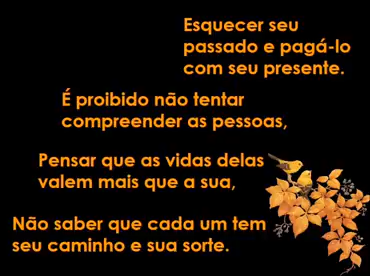 Esquecer seu
passado e pagá-lo
com seu presente.
É proibido não tentar
compreender as pessoas,
Pensar que as vidas delas
valem mais que a sua,
Não saber que cada um tem
seu caminho e sua sorte.